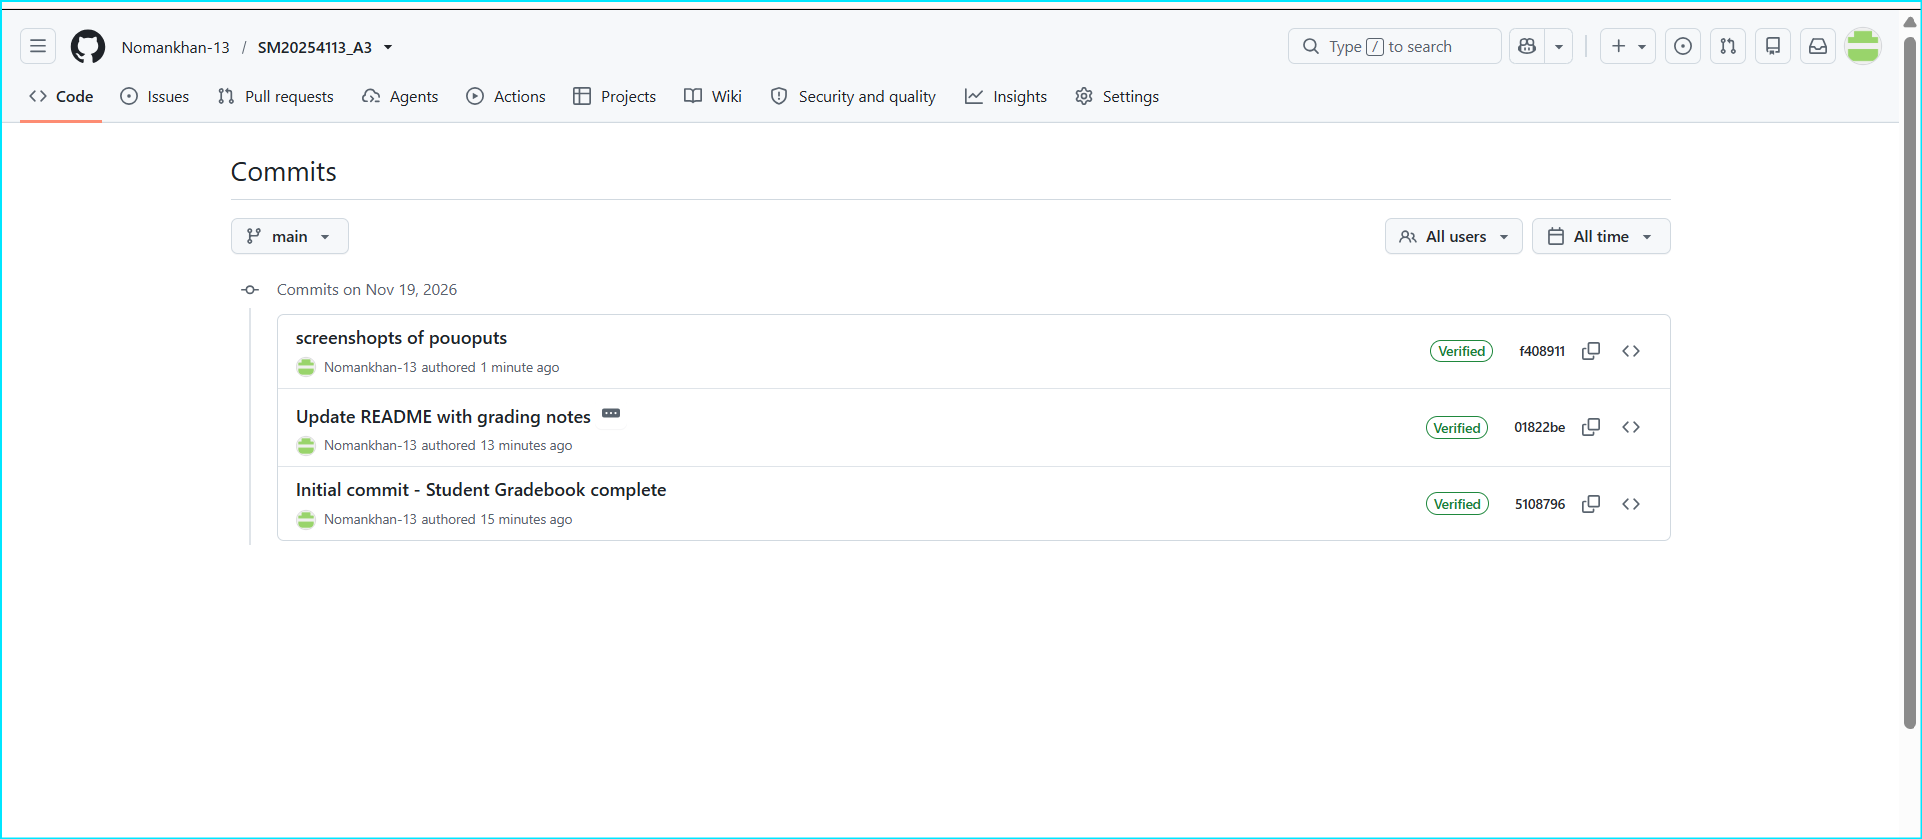 Nomankhan-13 / SM20254113_A3
Type / to search
Code Issues Pull requests Agents Actions Projects Wiki Security and quality Insights Settings
Commits
main All users All time
Commits on Nov 19, 2026
screenshopts of pouoputs
Nomankhan-13 authored 1 minute ago
Verified f408911
Update README with grading notes
Nomankhan-13 authored 13 minutes ago
Verified 01822be
Initial commit - Student Gradebook complete
Nomankhan-13 authored 15 minutes ago
Verified 5108796